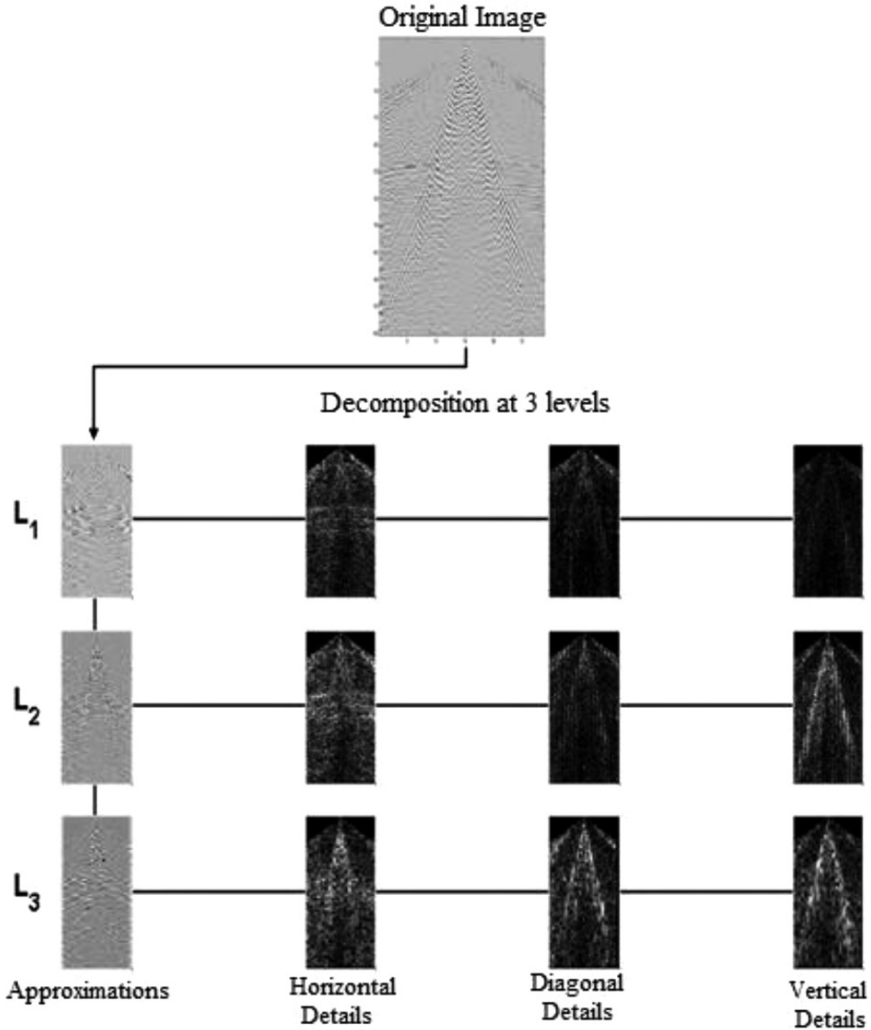 Original Image
Decomposition at 3 levels
L1
L2
L3
Approximations
Horizontal
Details
Diagonal
Details
Vertical
Details